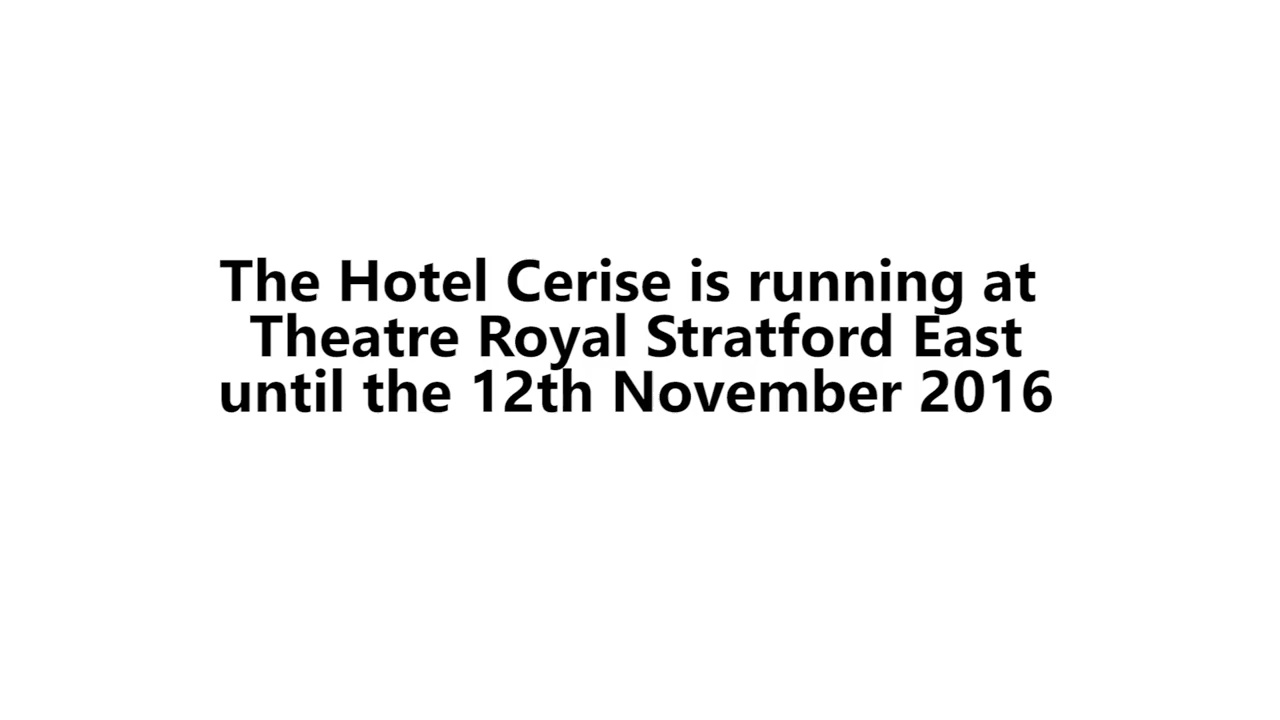 The Hotel Cerise is running at
Theatre Royal Stratford East
until the 12th November 2016